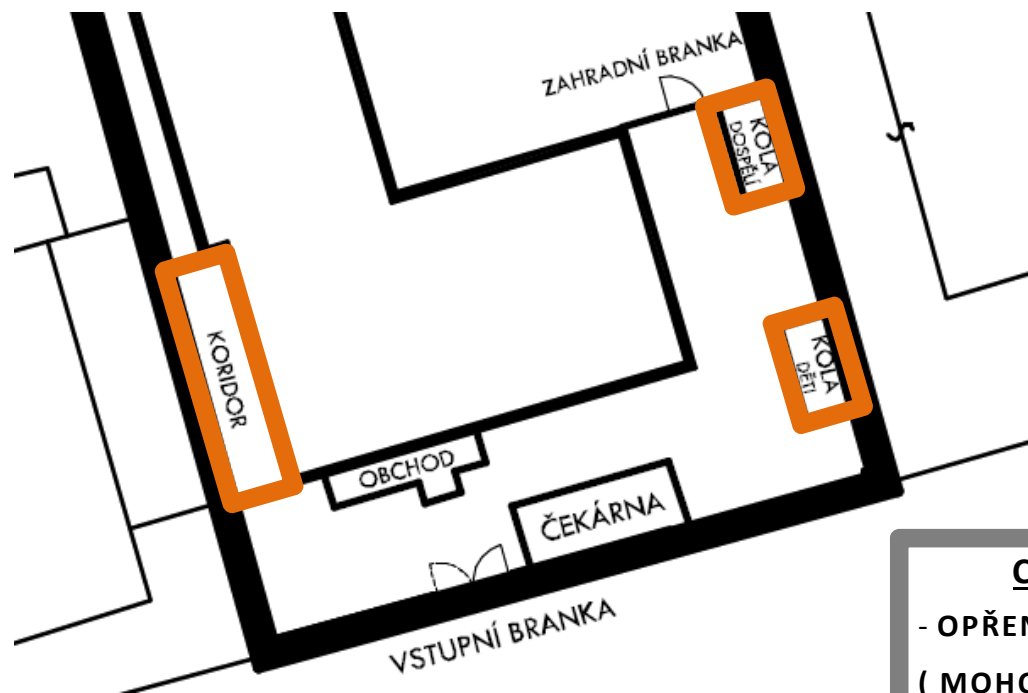 ZAHRADNÍ BRANKA
KOLA
DOSPĚLÍ
KORIDOR
KOLA
DĚTI
OBCHOD
ČEKÁRNA
VSTUPNÍ BRANKA
- OPŘEN
( MOHO